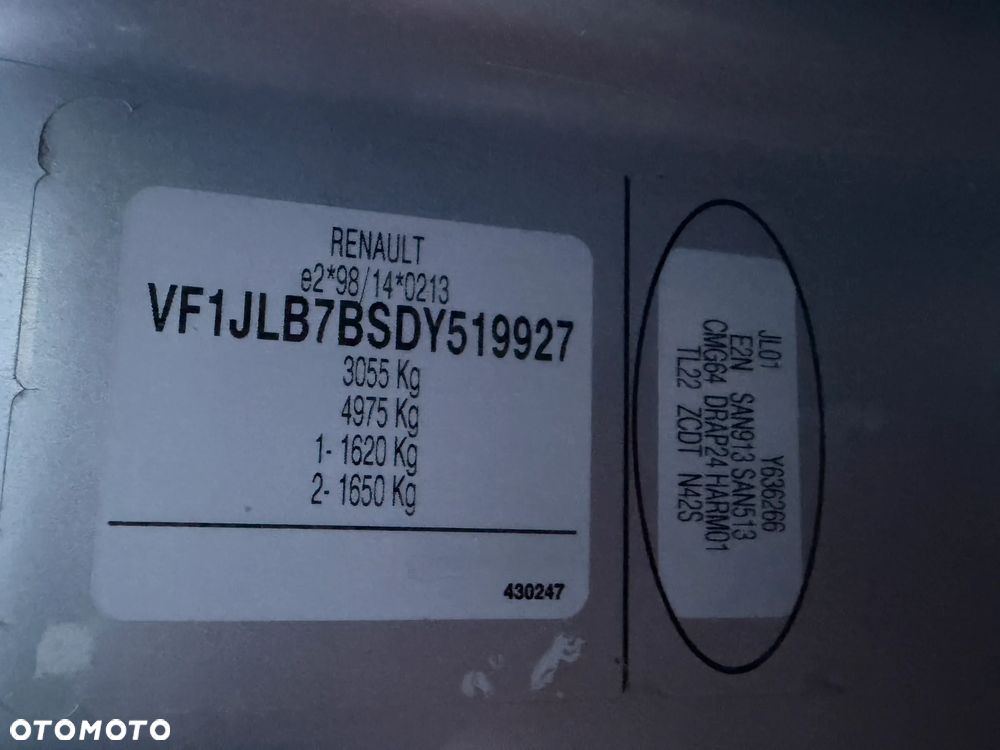 RENAULT
e2*98/14*0213
VF1JLB7BSDY519927
3055 Kg
4975 Kg
1- 1620 Kg
2- 1650 Kg
430247
JL01 Y636266
E2N SAN913 SAN513
CMG64 DRAP24 HARM01
TL22 ZCDT N42S
OTOMOTO